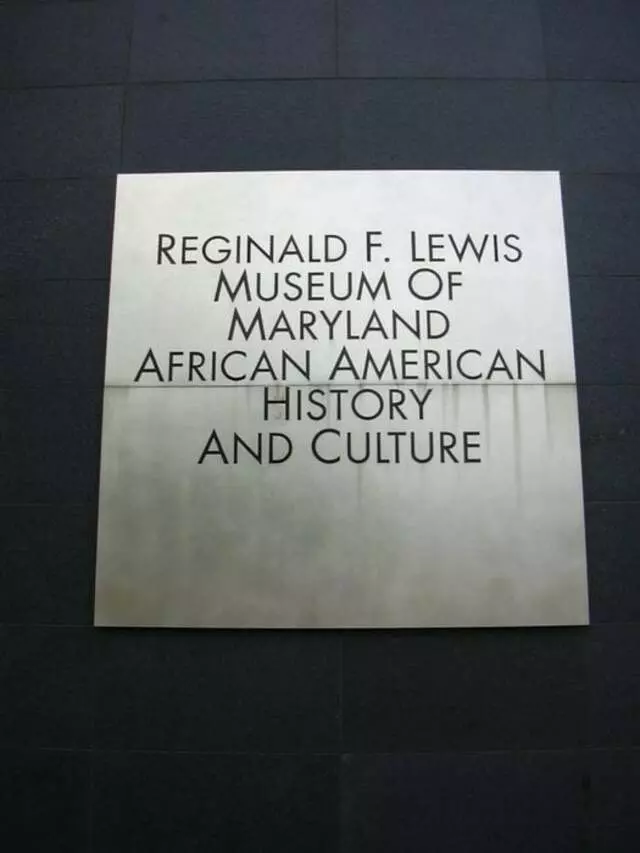 REGINALD F. LEWIS
MUSEUM OF
MARYLAND
AFRICAN AMERICAN
HISTORY
AND CULTURE